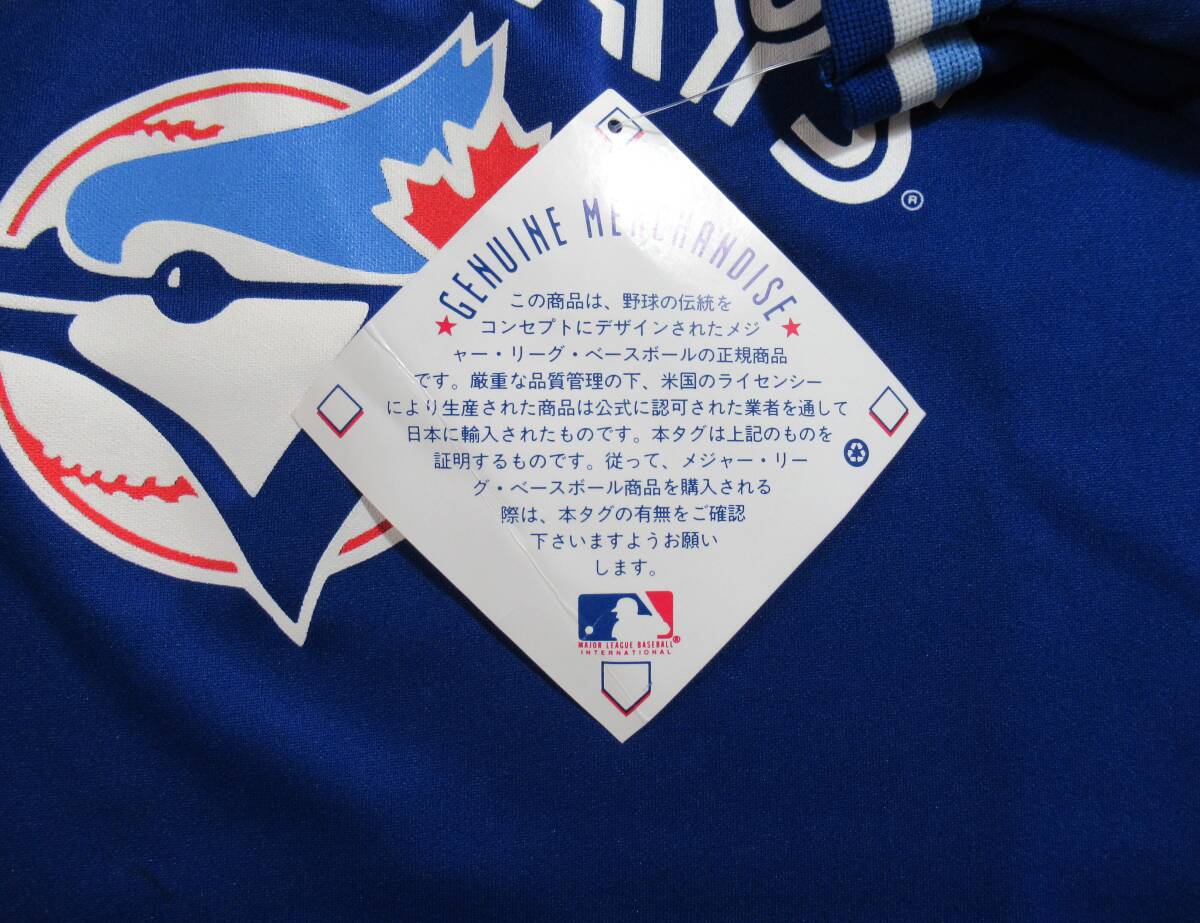 ®
GENUINE MERCHANDISE
この商品は、野球の伝統を
コンセプトにデザインされたメジ
ャー・リーグ・ベースボールの正規商品
です。厳重な品質管理の下、米国のライセンシー
により生産された商品は公式に認可された業者を通して
日本に輸入されたものです。本タグは上記のものを
証明するものです。従って、メジャー・リー
グ・ベースボール商品を購入される
際は、本タグの有無をご確認
下さいますようお願い
します。
MAJOR LEAGUE BASEBALL®
INTERNATIONAL